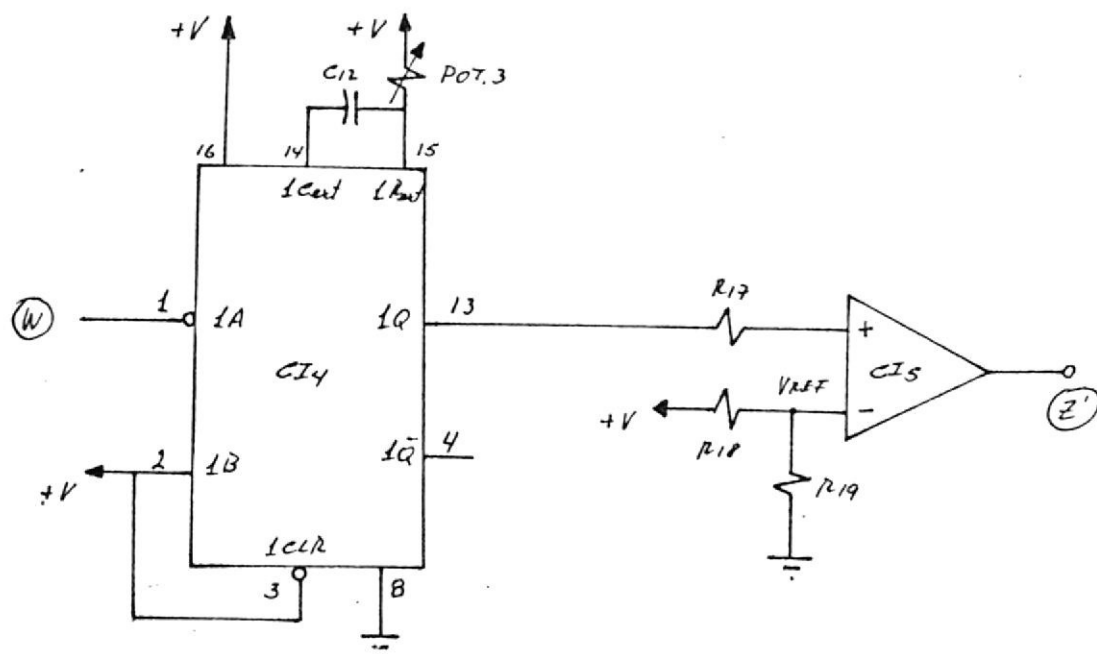 +V +V
C12 POT.3
16 14 15
1Cext 1Rext
W 1 1A 1Q 13 R17 +
CI4 CI5
VREF
+V R18 - Z'
+V 2 1B 1Q̄ 4
R19
1CLR
3 8